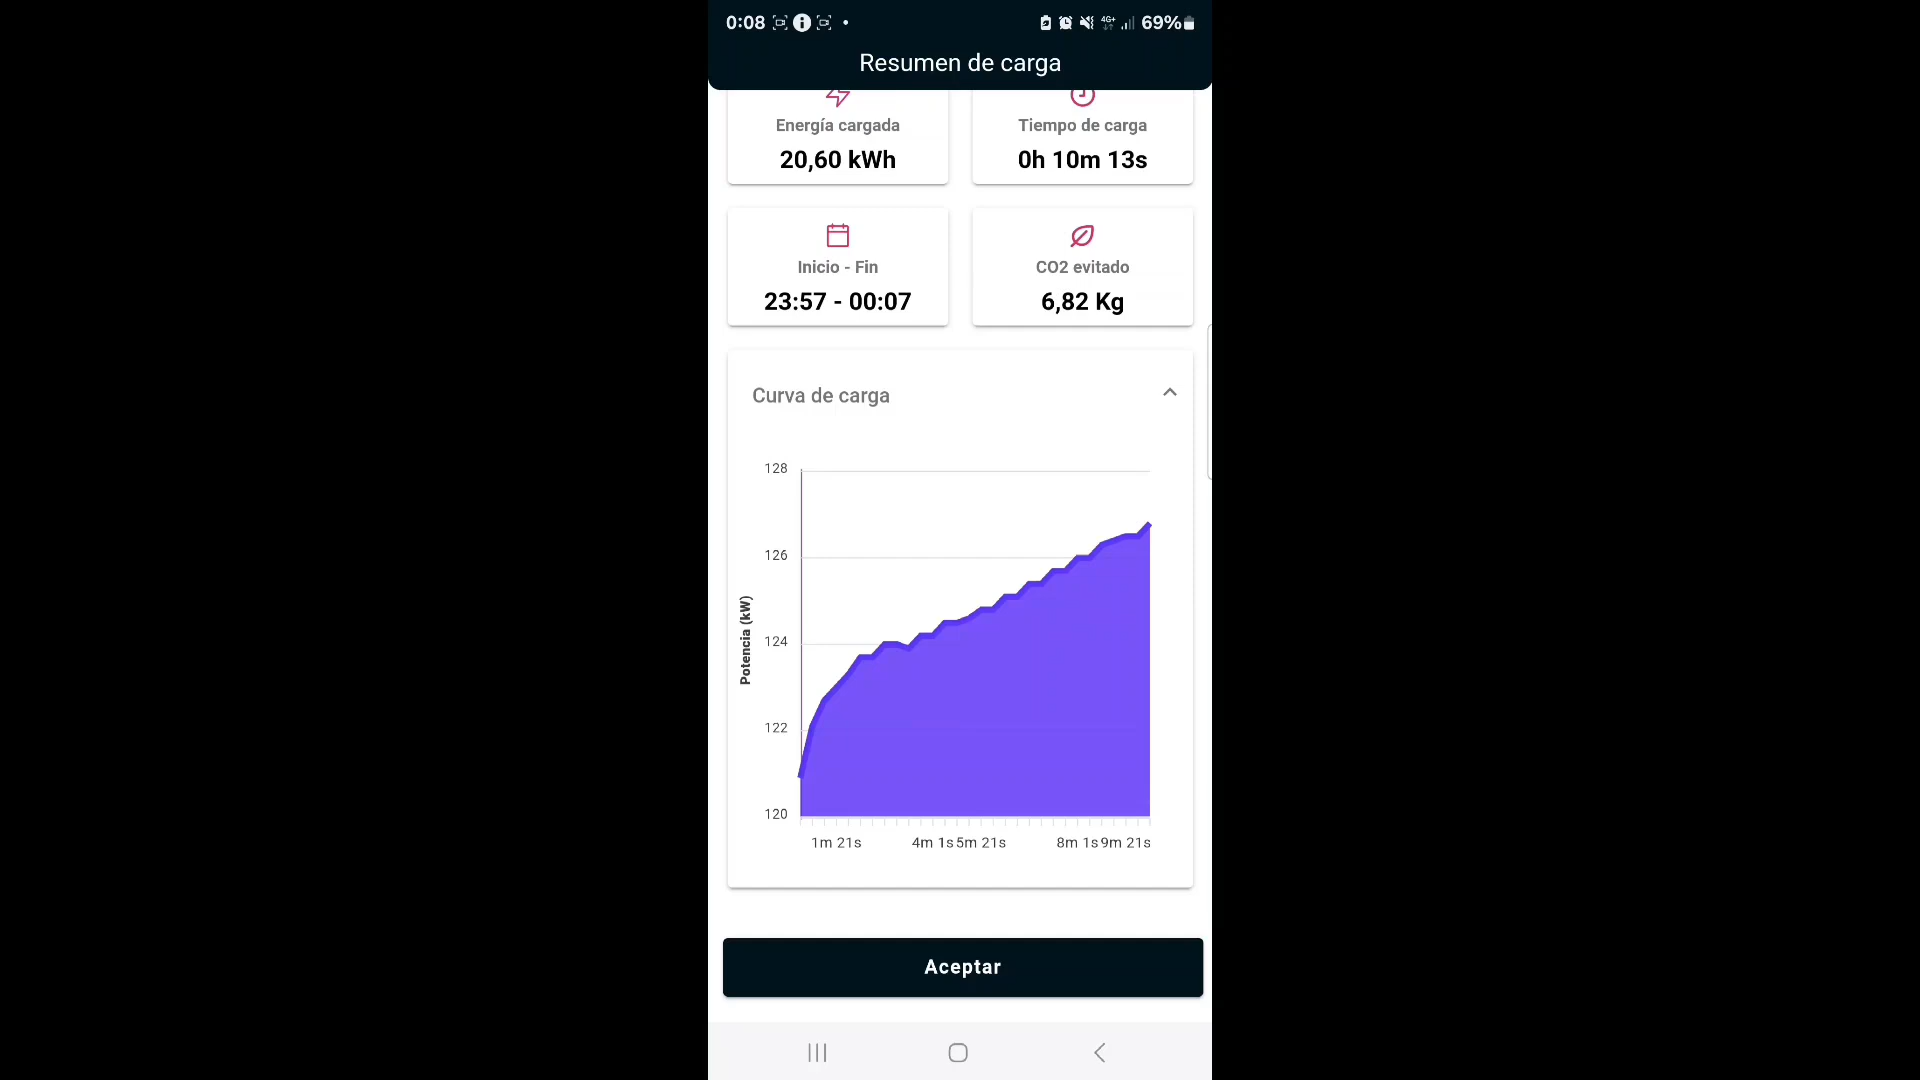 0:08 4G+ 69%
Resumen de carga
Energía cargada
20,60 kWh
Tiempo de carga
0h 10m 13s
Inicio - Fin
23:57 - 00:07
CO2 evitado
6,82 Kg
Curva de carga
128
126
124
122
120
Potencia (kW)
1m 21s 4m 1s 5m 21s 8m 1s 9m 21s
Aceptar